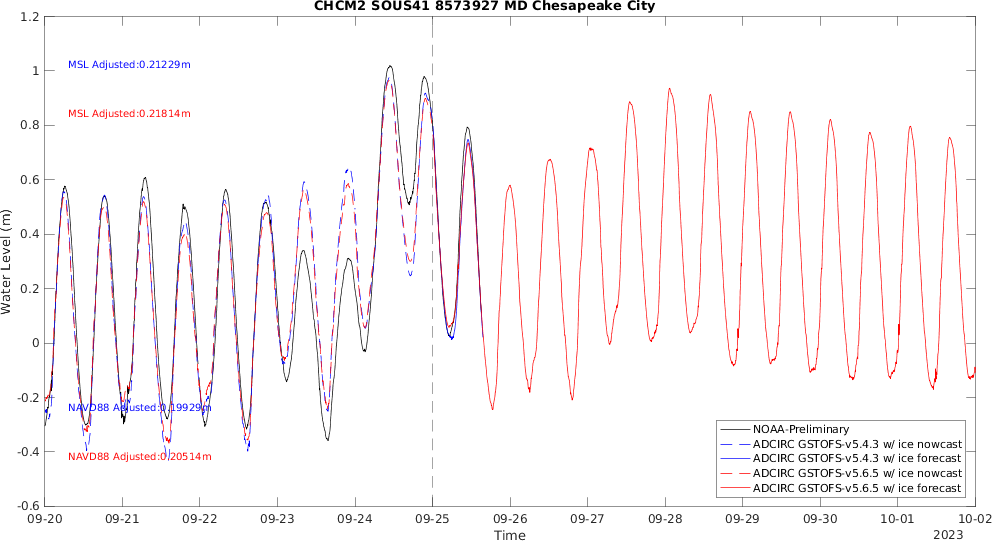 CHCM2 SOUS41 8573927 MD Chesapeake City
1.2
1
0.8
0.6
0.4
0.2
0
-0.2
-0.4
-0.6
Water Level (m)
MSL Adjusted:0.21229m
MSL Adjusted:0.21814m
NAVD88 Adjusted:0.19929m
NAVD88 Adjusted:0.20514m
NOAA-Preliminary
ADCIRC GSTOFS-v5.4.3 w/ ice nowcast
ADCIRC GSTOFS-v5.4.3 w/ ice forecast
ADCIRC GSTOFS-v5.6.5 w/ ice nowcast
ADCIRC GSTOFS-v5.6.5 w/ ice forecast
09-20 09-21 09-22 09-23 09-24 09-25 09-26 09-27 09-28 09-29 09-30 10-01 10-02
Time
2023